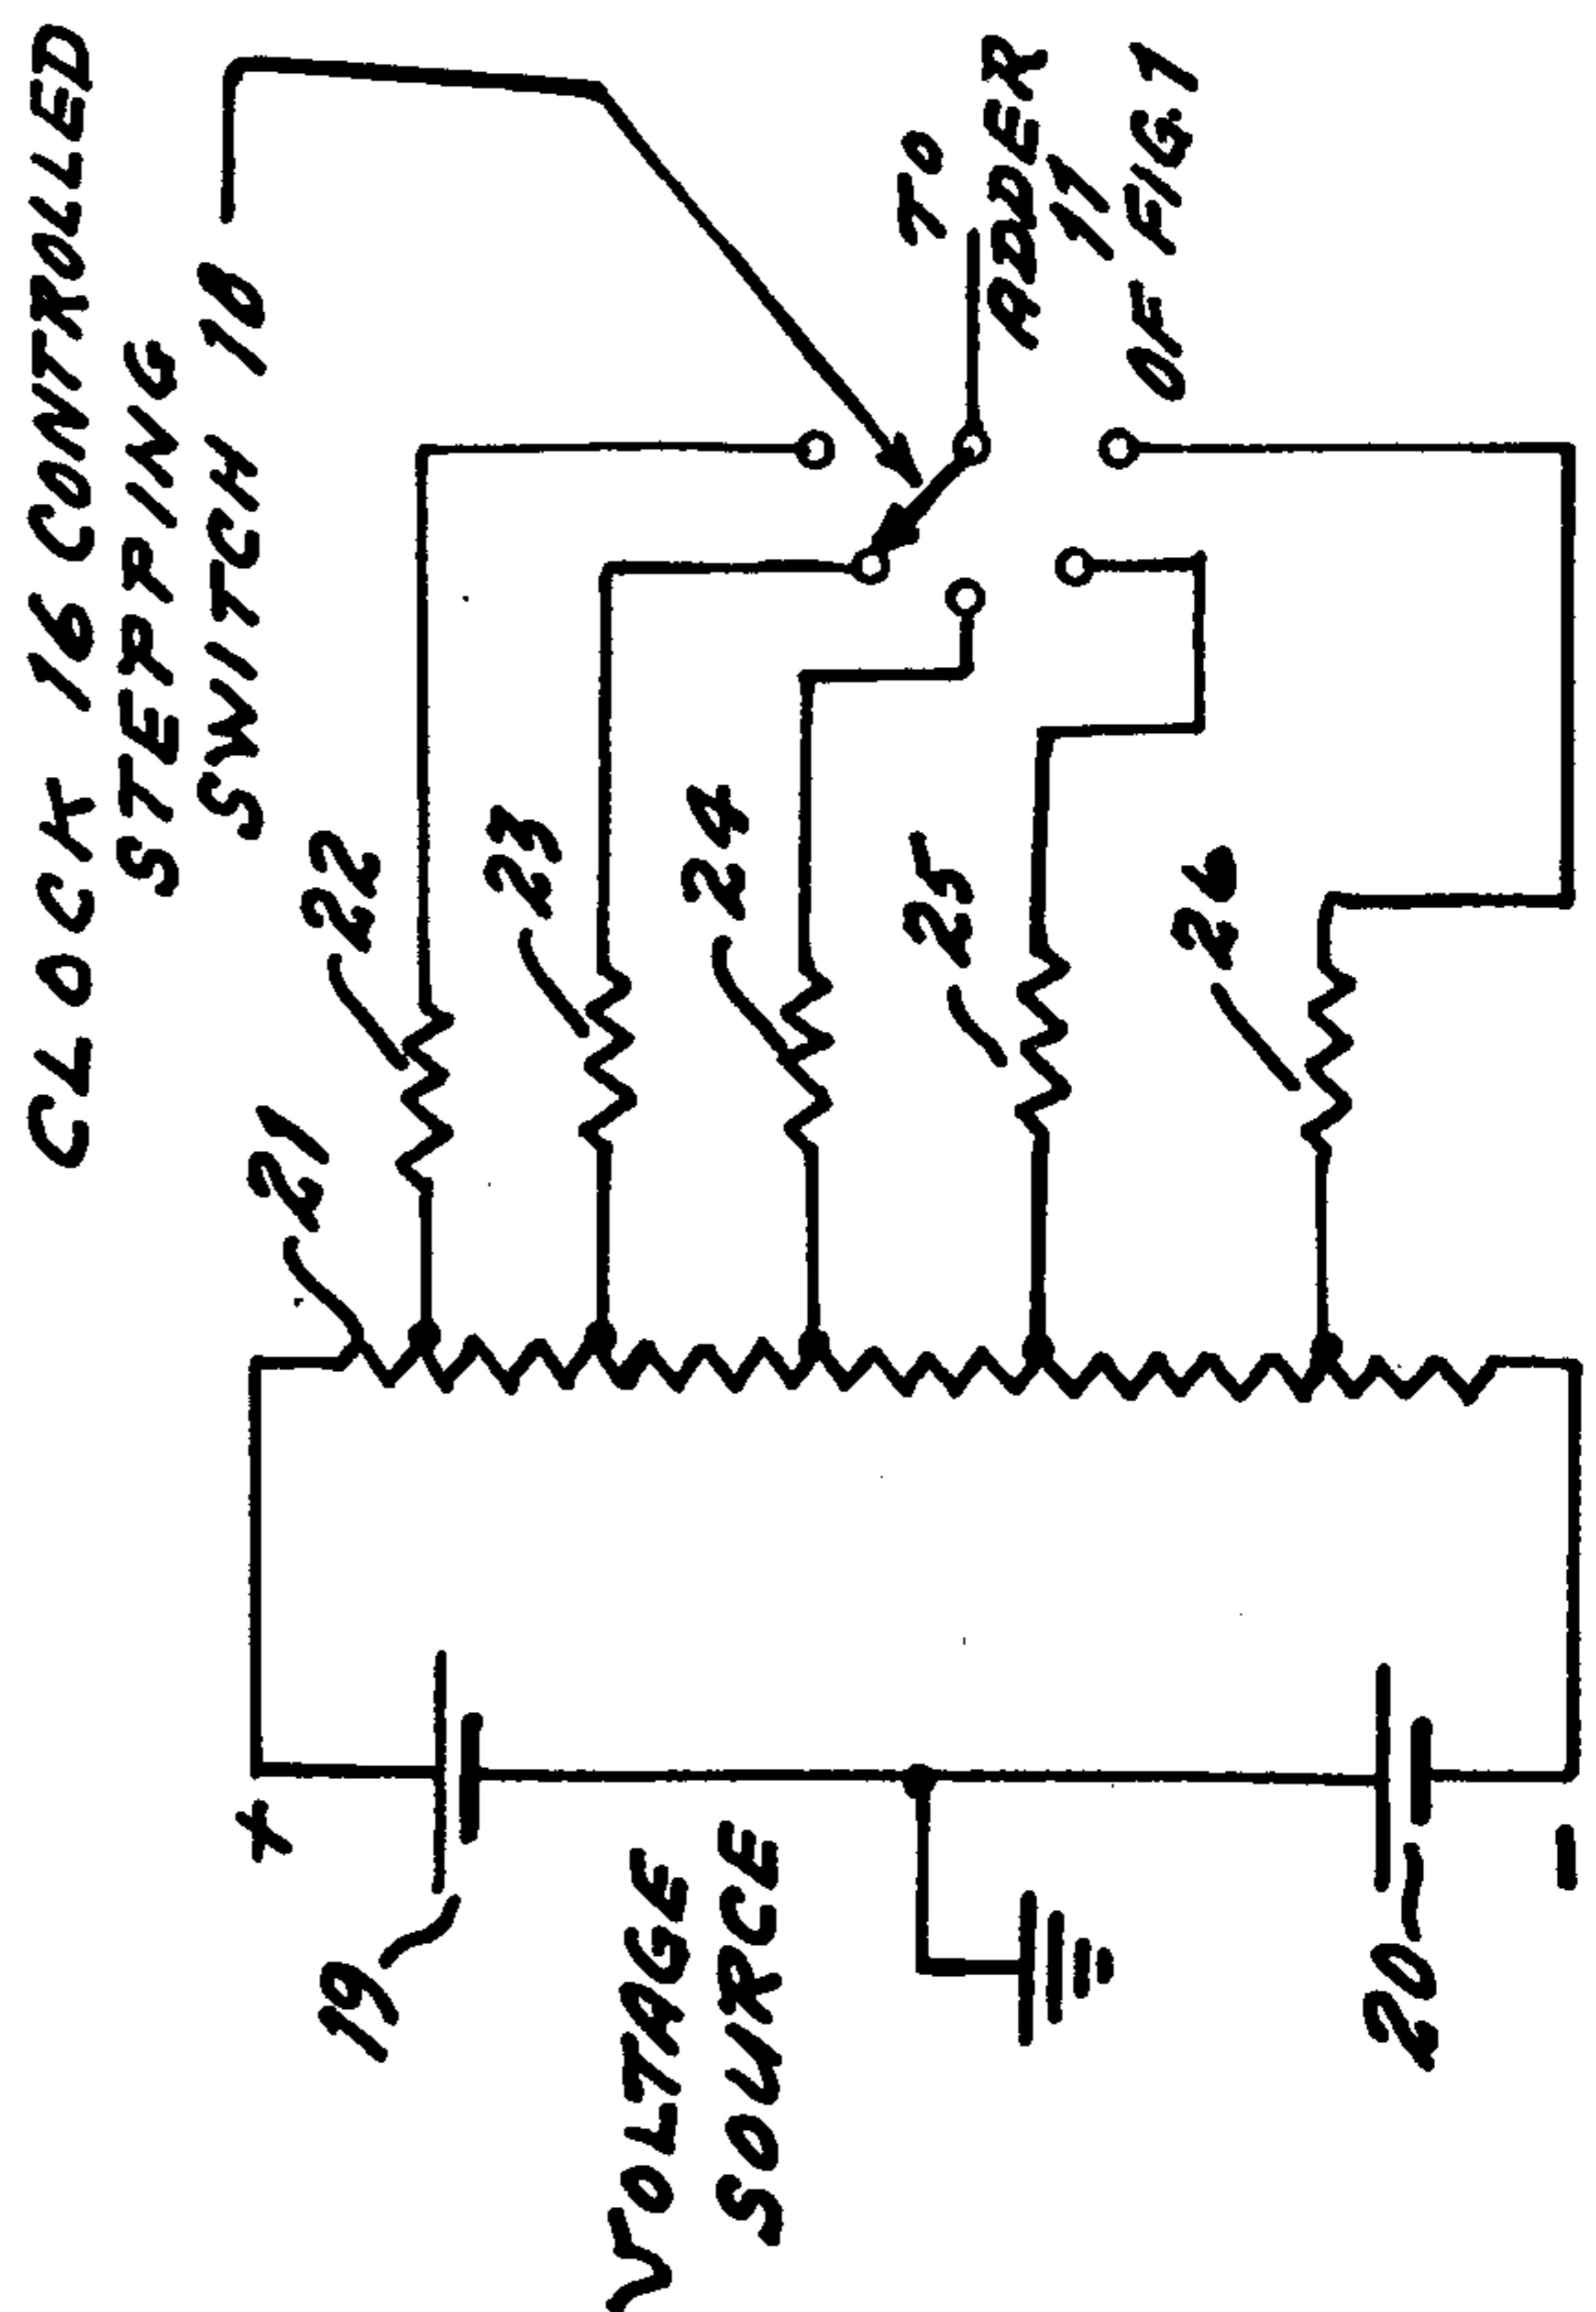 CLOCK 16 CONTROLLED
STEPPING
SWITCH 18
21
22
23
24
25
26
TO
ADDER
17
OF FIG. 1
+
19
VOLTAGE
SOURCE
20
-